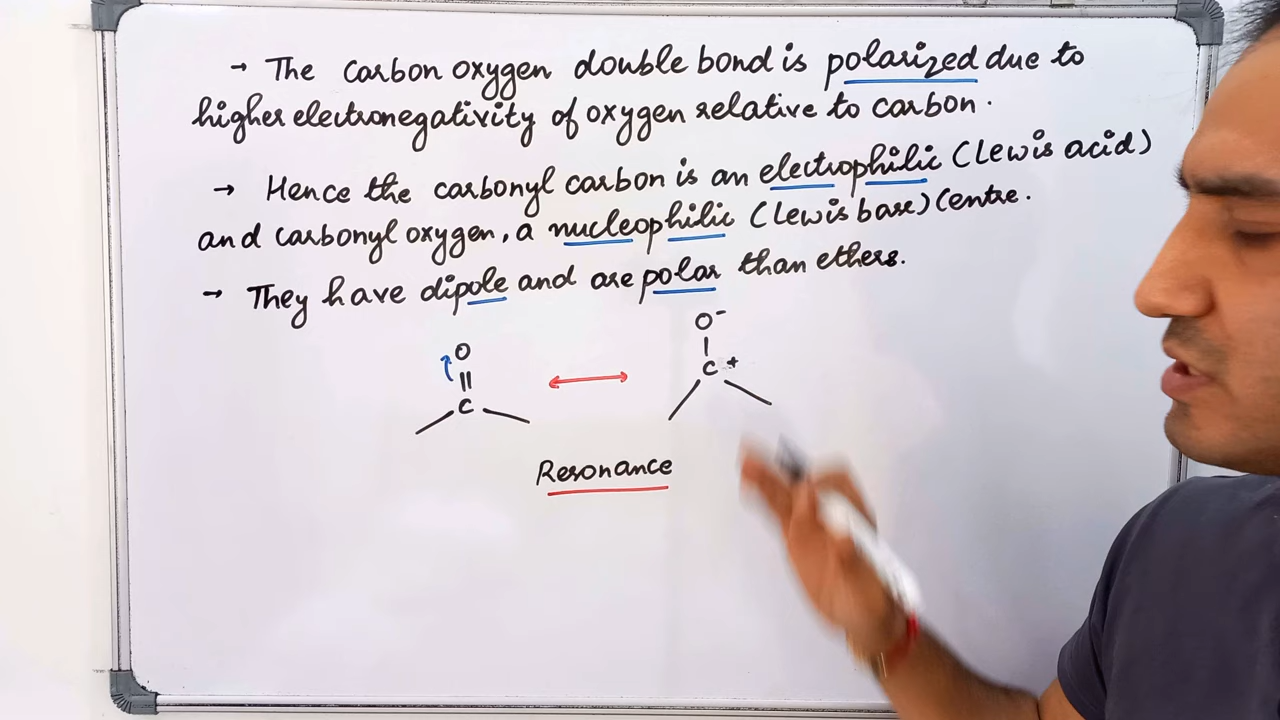 → The carbon oxygen double bond is polarized due to
higher electronegativity of oxygen relative to carbon.
→ Hence the carbonyl carbon is an electrophilic (Lewis acid)
and carbonyl oxygen, a nucleophilic (Lewis base) Centre.
→ They have dipole and are polar than ethers.
O
C
O⁻
C +
Resonance